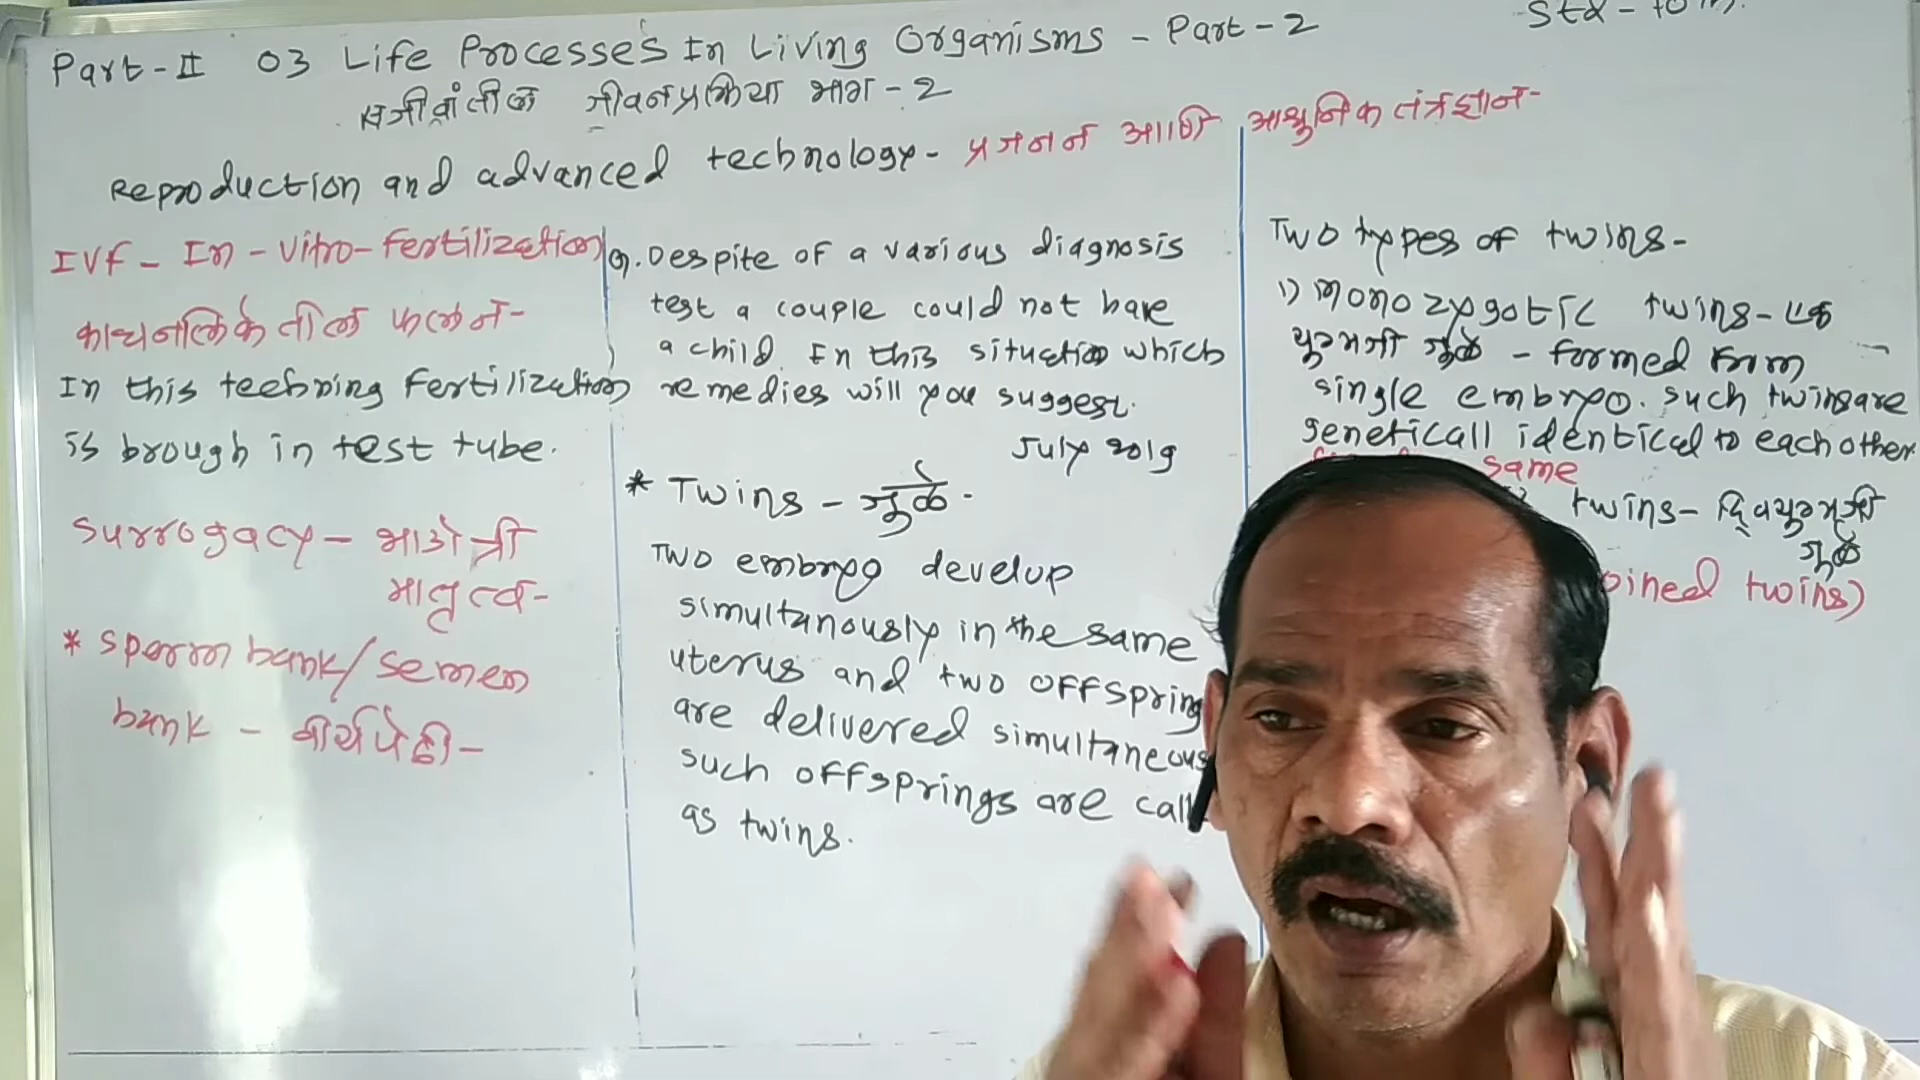 Part-II 03 Life Processes In Living Organisms - Part-2
Std - 10th.
सजीवांतील जीवनप्रक्रिया भाग-2
Reproduction and advanced technology- प्रजनन आणि आधुनिक तंत्रज्ञान-
IVF - In-vitro-Fertilization
काचनलिकेतील फलन-
In this Fertilization
is brough in test tube.
Surrogacy -
मातृत्व-
* Sperm bank/semen
bank - वीर्यपेढी-
Q. Despite of a various diagnosis
test a couple could not have
a child. In this situation which
remedies will you suggest.
July 2019
* Twins - जुळे-
Two embryo develop
simultanously in the same
uterus and two offspring
are delivered simultaneous
such offsprings are call
as twins.
Two types of twins-
1) monozygotic twins- एक
युग्मजी जुळे - formed from
single embryo. such twins are
geneticall identical to each other
same
twins- द्वियुग्मजी
जुळे
oined twins)